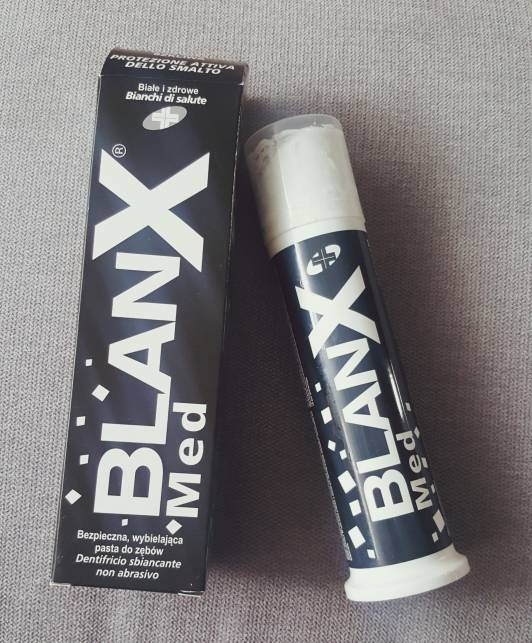 PROTEZIONE ATTIVA
DELLO SMALTO
Białe i zdrowe
Bianchi di salute
BLANX®
Med
Bezpieczna, wybielająca
pasta do zębów
Dentifricio sbiancante
non abrasivo
BLANX
Med